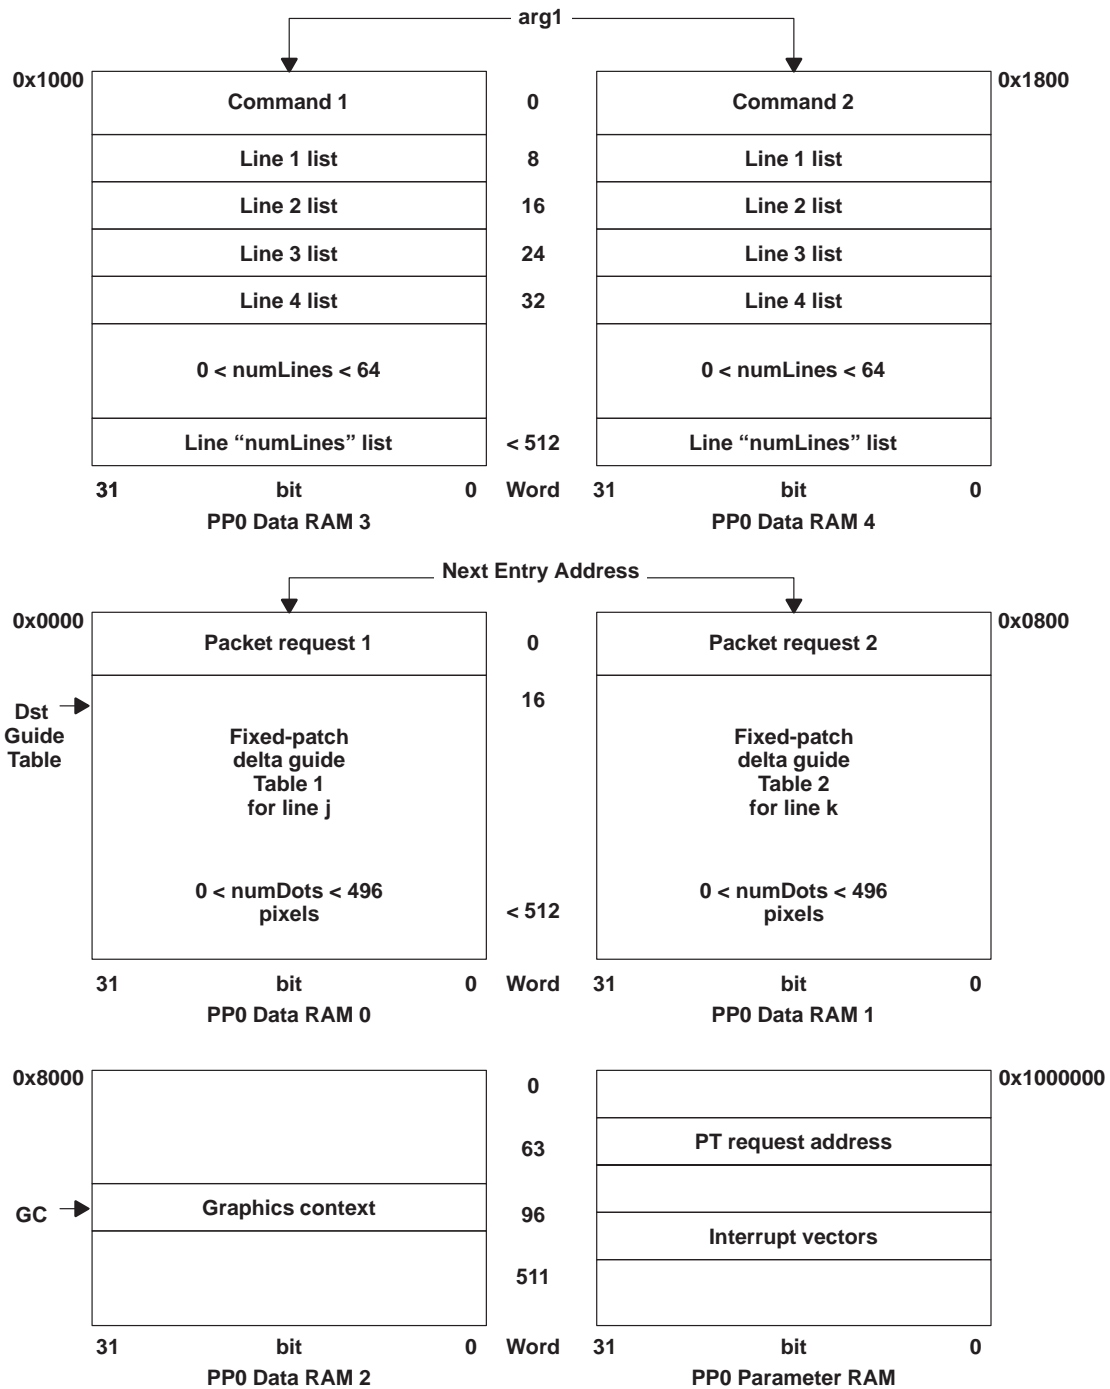 arg1
0x1000
0x1800
Command 1
0
Command 2
Line 1 list
8
Line 1 list
Line 2 list
16
Line 2 list
Line 3 list
24
Line 3 list
Line 4 list
32
Line 4 list
0 < numLines < 64
0 < numLines < 64
Line “numLines” list
< 512
Line “numLines” list
31
bit
0
Word
31
bit
0
PP0 Data RAM 3
PP0 Data RAM 4
Next Entry Address
0x0000
0x0800
Packet request 1
0
Packet request 2
16
Dst
Guide
Table
Fixed-patch
delta guide
Table 1
for line j
Fixed-patch
delta guide
Table 2
for line k
0 < numDots < 496
pixels
< 512
0 < numDots < 496
pixels
31
bit
0
Word
31
bit
0
PP0 Data RAM 0
PP0 Data RAM 1
0x8000
0
0x1000000
63
PT request address
GC
Graphics context
96
Interrupt vectors
511
31
bit
0
Word
31
bit
0
PP0 Data RAM 2
PP0 Parameter RAM